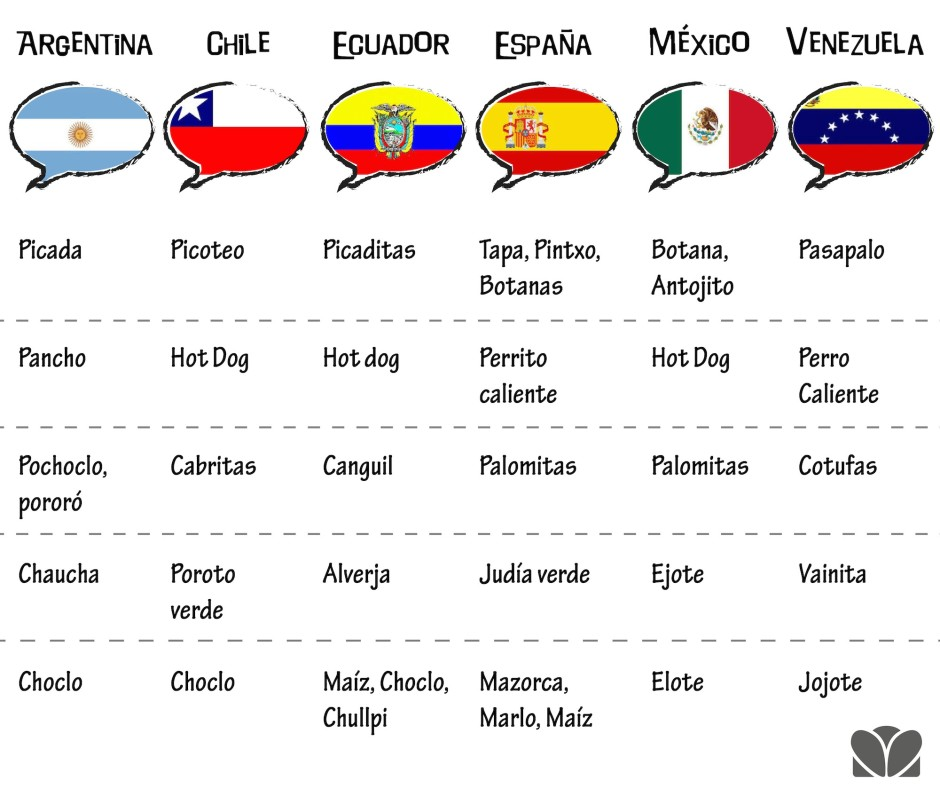 Argentina Chile Ecuador España México Venezuela
Picada Picoteo Picaditas Tapa, Pintxo, Botana, Pasapalo
Botanas Antojito
Pancho Hot Dog Hot dog Perrito Hot Dog Perro
caliente Caliente
Pochoclo, Cabritas Canguil Palomitas Palomitas Cotufas
pororó
Chaucha Poroto Alverja Judía verde Ejote Vainita
verde
Choclo Choclo Maíz, Choclo, Mazorca, Elote Jojote
Chullpi Marlo, Maíz